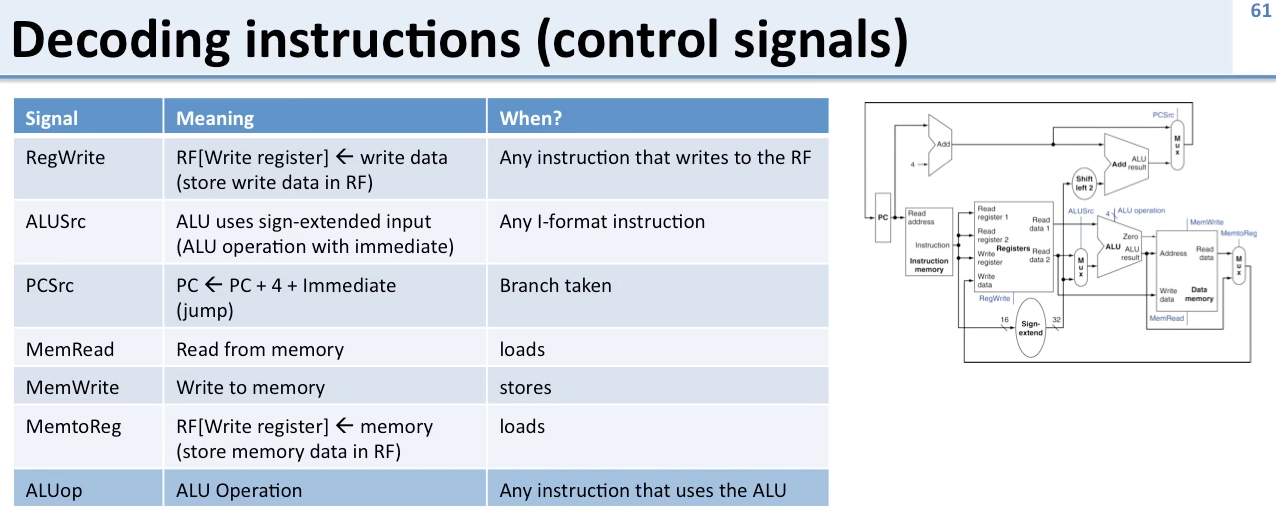 61
Decoding instructions (control signals)
Signal Meaning When?
RegWrite RF[Write register] ← write data Any instruction that writes to the RF
(store write data in RF)
ALUSrc ALU uses sign-extended input Any I-format instruction
(ALU operation with immediate)
PCSrc PC ← PC + 4 + Immediate Branch taken
(jump)
MemRead Read from memory loads
MemWrite Write to memory stores
MemtoReg RF[Write register] ← memory loads
(store memory data in RF)
ALUop ALU Operation Any instruction that uses the ALU
PCSrc
Add
4
M
u
x
Add
ALU
result
Shift
left 2
PC
Read
address
Instruction
Instruction
memory
Read
register 1
Read
register 2
Write
register
Write
data
Registers
Read
data 1
Read
data 2
RegWrite
16
Sign-
extend
32
ALUSrc
M
u
x
4
ALU operation
Zero
ALU
ALU
result
MemWrite
Address
Read
data
Write
data
Data
memory
MemRead
MemtoReg
M
u
x